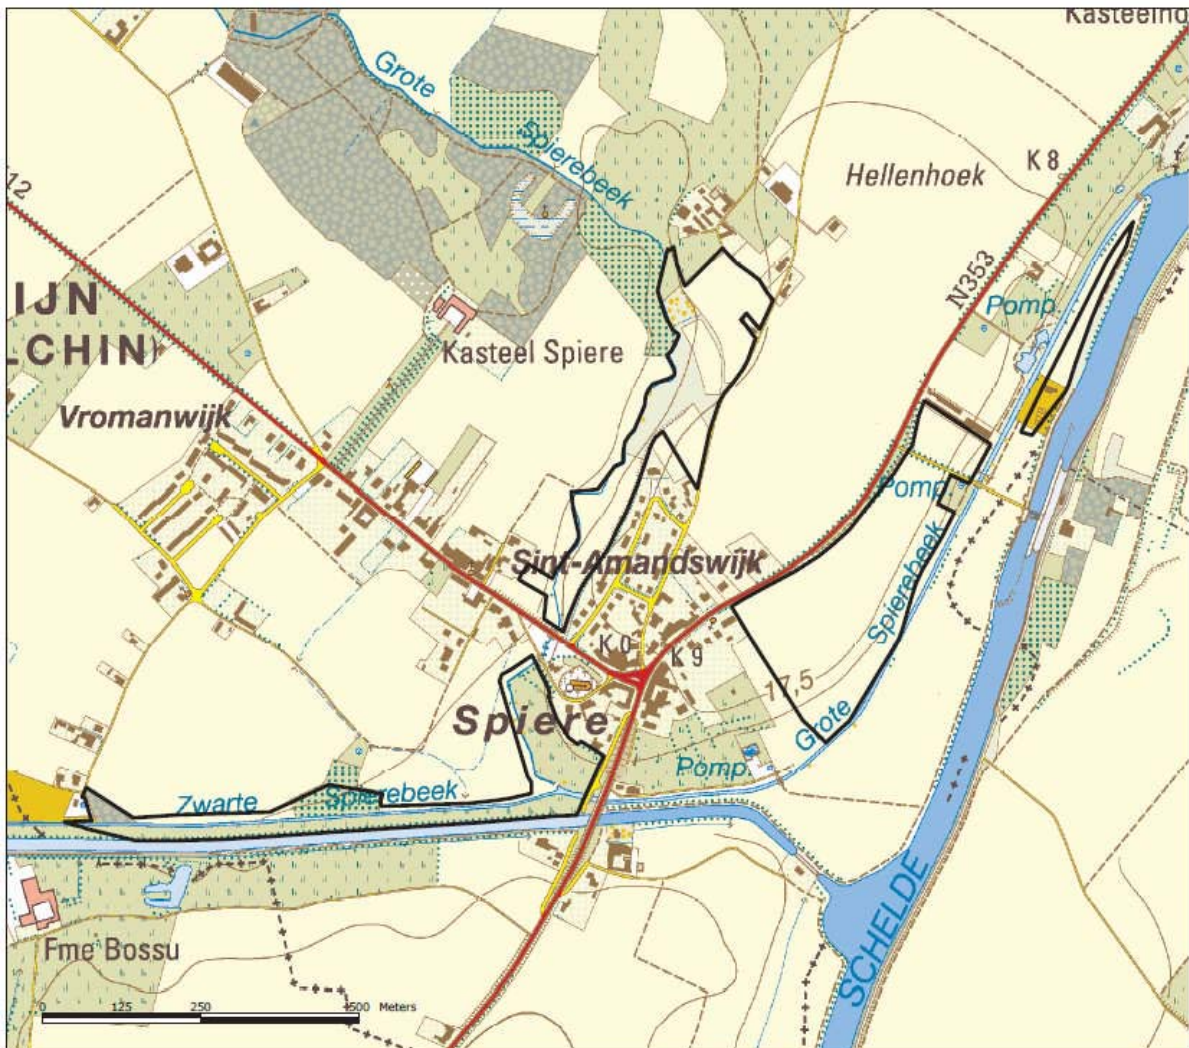 Kasteelho
Grote
Spierebeek
Hellenhoek
K 8
12
N353
IJN
LCHIN)
Pomp.
Kasteel Spiere
Vromanwijk
Pomp
Sint-Amandswijk
Spierebeek
K 0
K 9
17,5
Spiere
Grote
Pomp.
Zwarte
Spierebeek
SCHELDE
Fme Bossu
0 125 250 500 Meters